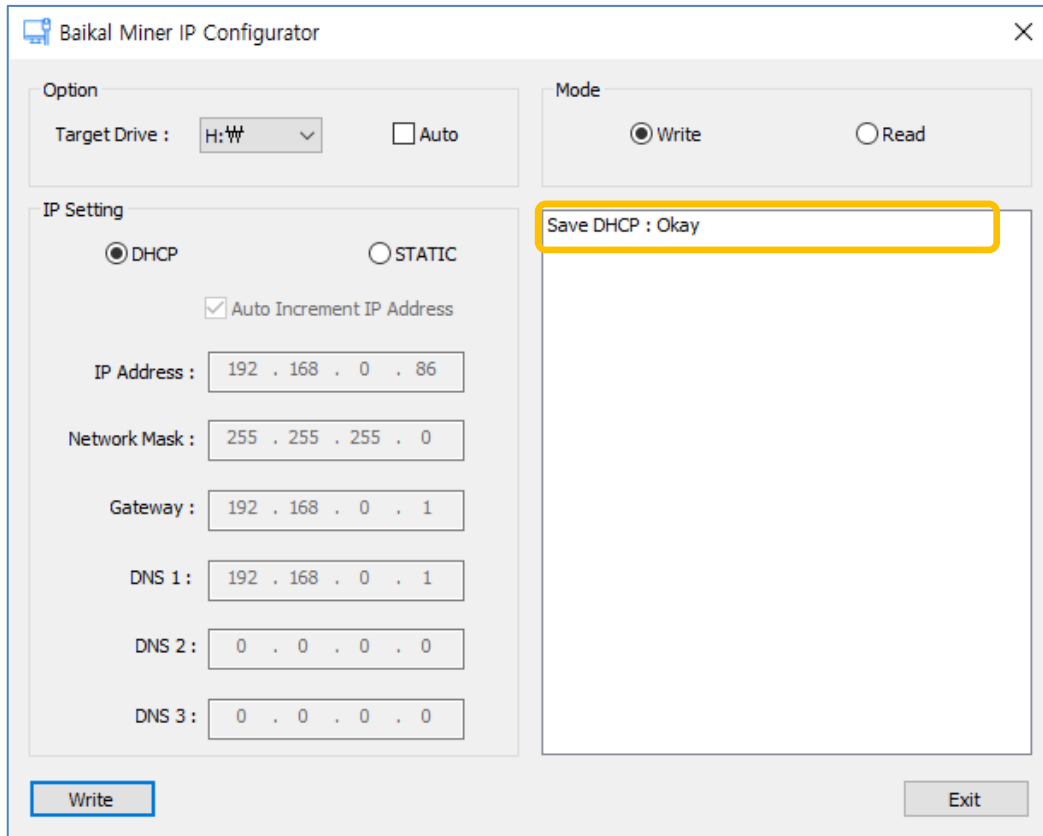 Baikal Miner IP Configurator
Option
Target Drive :
H:₩
Auto
Mode
Write
Read
IP Setting
DHCP
STATIC
Auto Increment IP Address
IP Address :
192 . 168 . 0 . 86
Network Mask :
255 . 255 . 255 . 0
Gateway :
192 . 168 . 0 . 1
DNS 1 :
192 . 168 . 0 . 1
DNS 2 :
0 . 0 . 0 . 0
DNS 3 :
0 . 0 . 0 . 0
Save DHCP : Okay
Write
Exit